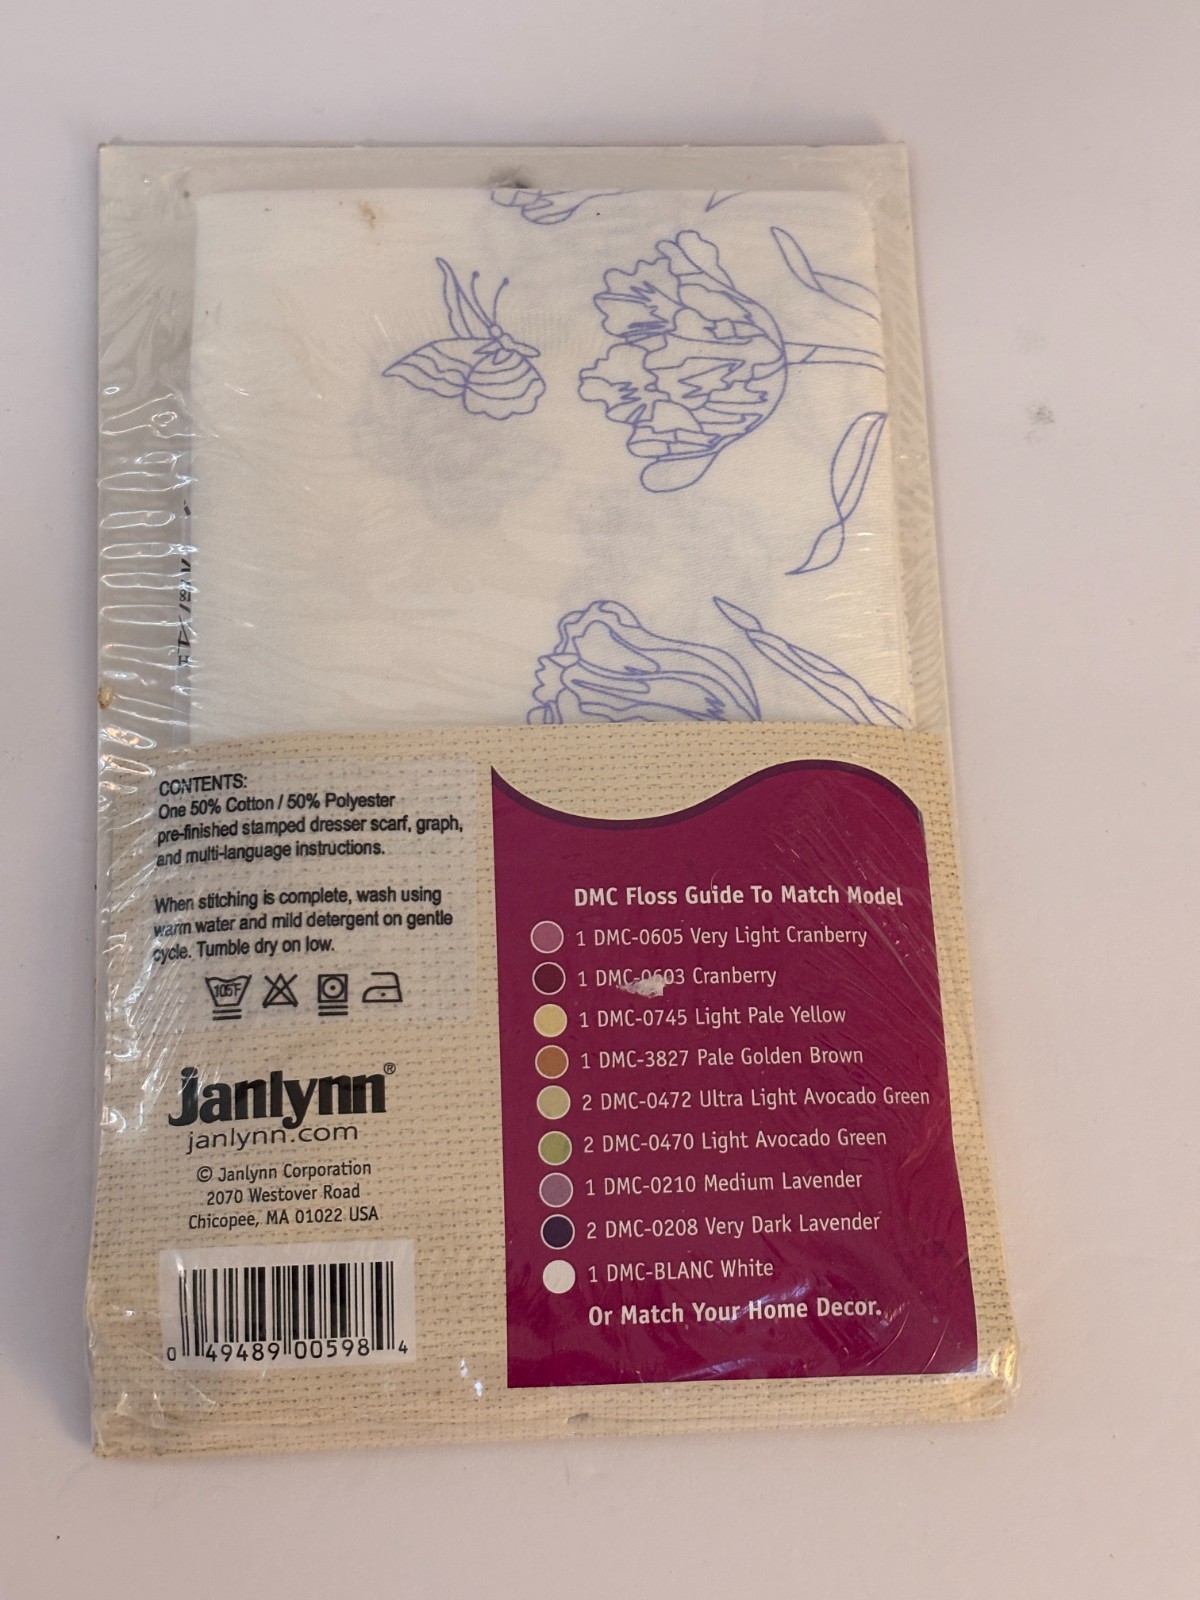 CONTENTS:
One 50% Cotton / 50% Polyester
pre-finished stamped dresser scarf, graph,
and multi-language instructions.
When stitching is complete, wash using
warm water and mild detergent on gentle
cycle. Tumble dry on low.
105F
janlynn®
janlynn.com
© Janlynn Corporation
2070 Westover Road
Chicopee, MA 01022 USA
0 49489 00598 4
DMC Floss Guide To Match Model
1 DMC-0605 Very Light Cranberry
1 DMC-0603 Cranberry
1 DMC-0745 Light Pale Yellow
1 DMC-3827 Pale Golden Brown
2 DMC-0472 Ultra Light Avocado Green
2 DMC-0470 Light Avocado Green
1 DMC-0210 Medium Lavender
2 DMC-0208 Very Dark Lavender
1 DMC-BLANC White
Or Match Your Home Decor.